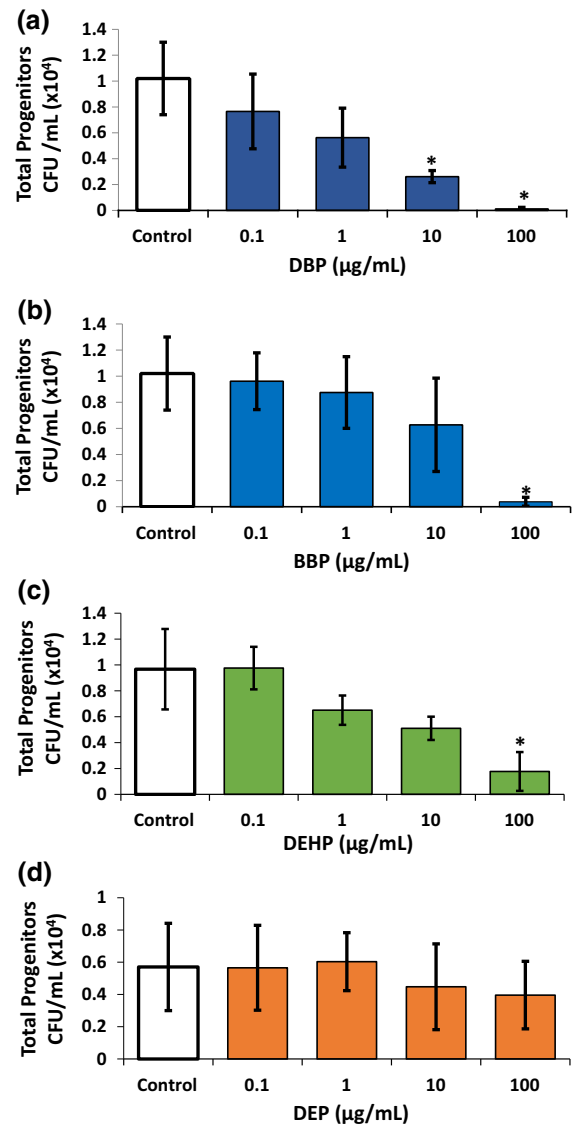 (a)
Total Progenitors
CFU /mL (x10⁴)
1.4
1.2
1
0.8
0.6
0.4
0.2
0
*
*
Control 0.1 1 10 100
DBP (µg/mL)
(b)
Total Progenitors
CFU /mL (x10⁴)
1.4
1.2
1
0.8
0.6
0.4
0.2
0
*
Control 0.1 1 10 100
BBP (µg/mL)
(c)
Total Progenitors
CFU/mL (x10⁴)
1.4
1.2
1
0.8
0.6
0.4
0.2
0
*
Control 0.1 1 10 100
DEHP (µg/mL)
(d)
Total Progenitors
CFU/mL (x10⁴)
1
0.8
0.6
0.4
0.2
0
Control 0.1 1 10 100
DEP (µg/mL)